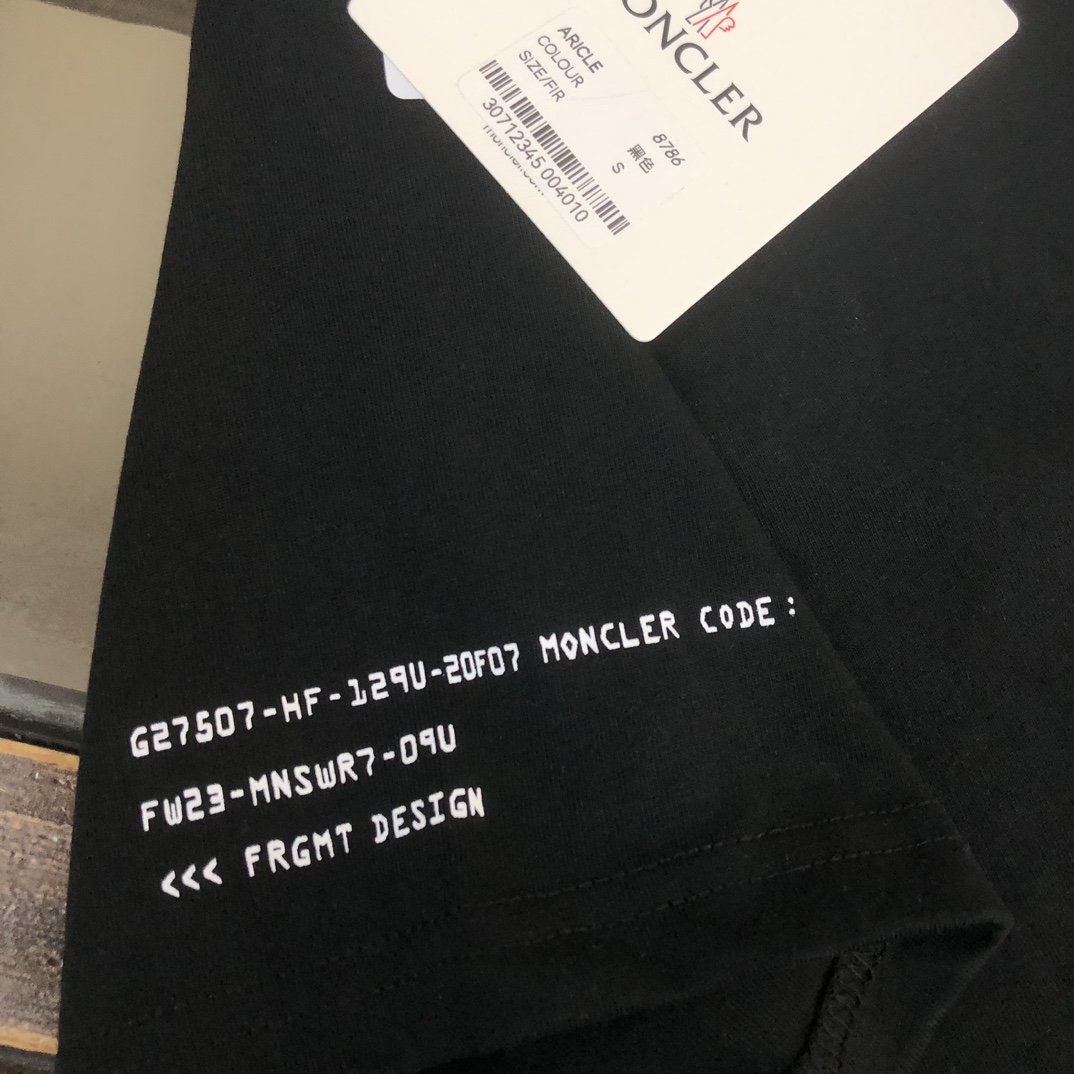 MONCLER
ARICLE 8786
COLOUR 黑色
SIZE/FIR S
30712345 004010
G27507-HF-129U-20F07 MONCLER CODE:
FW23-MNSWR7-09U
<<< FRGMT DESIGN